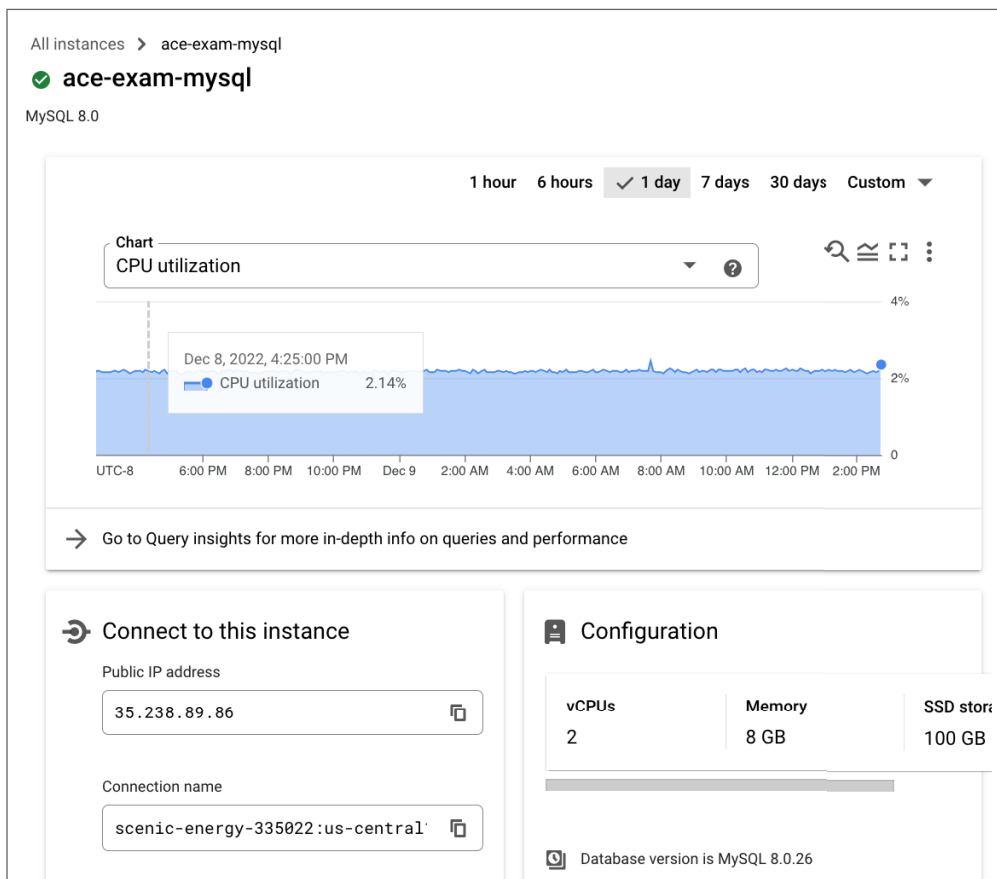 All instances > ace-exam-mysql
ace-exam-mysql
MySQL 8.0
1 hour 6 hours 1 day 7 days 30 days Custom
Chart
CPU utilization
4%
Dec 8, 2022, 4:25:00 PM
CPU utilization 2.14%
2%
0
UTC-8 6:00 PM 8:00 PM 10:00 PM Dec 9 2:00 AM 4:00 AM 6:00 AM 8:00 AM 10:00 AM 12:00 PM 2:00 PM
Go to Query insights for more in-depth info on queries and performance
Connect to this instance
Public IP address
35.238.89.86
Connection name
scenic-energy-335022:us-central
Configuration
vCPUs Memory SSD stora
2 8 GB 100 GB
Database version is MySQL 8.0.26